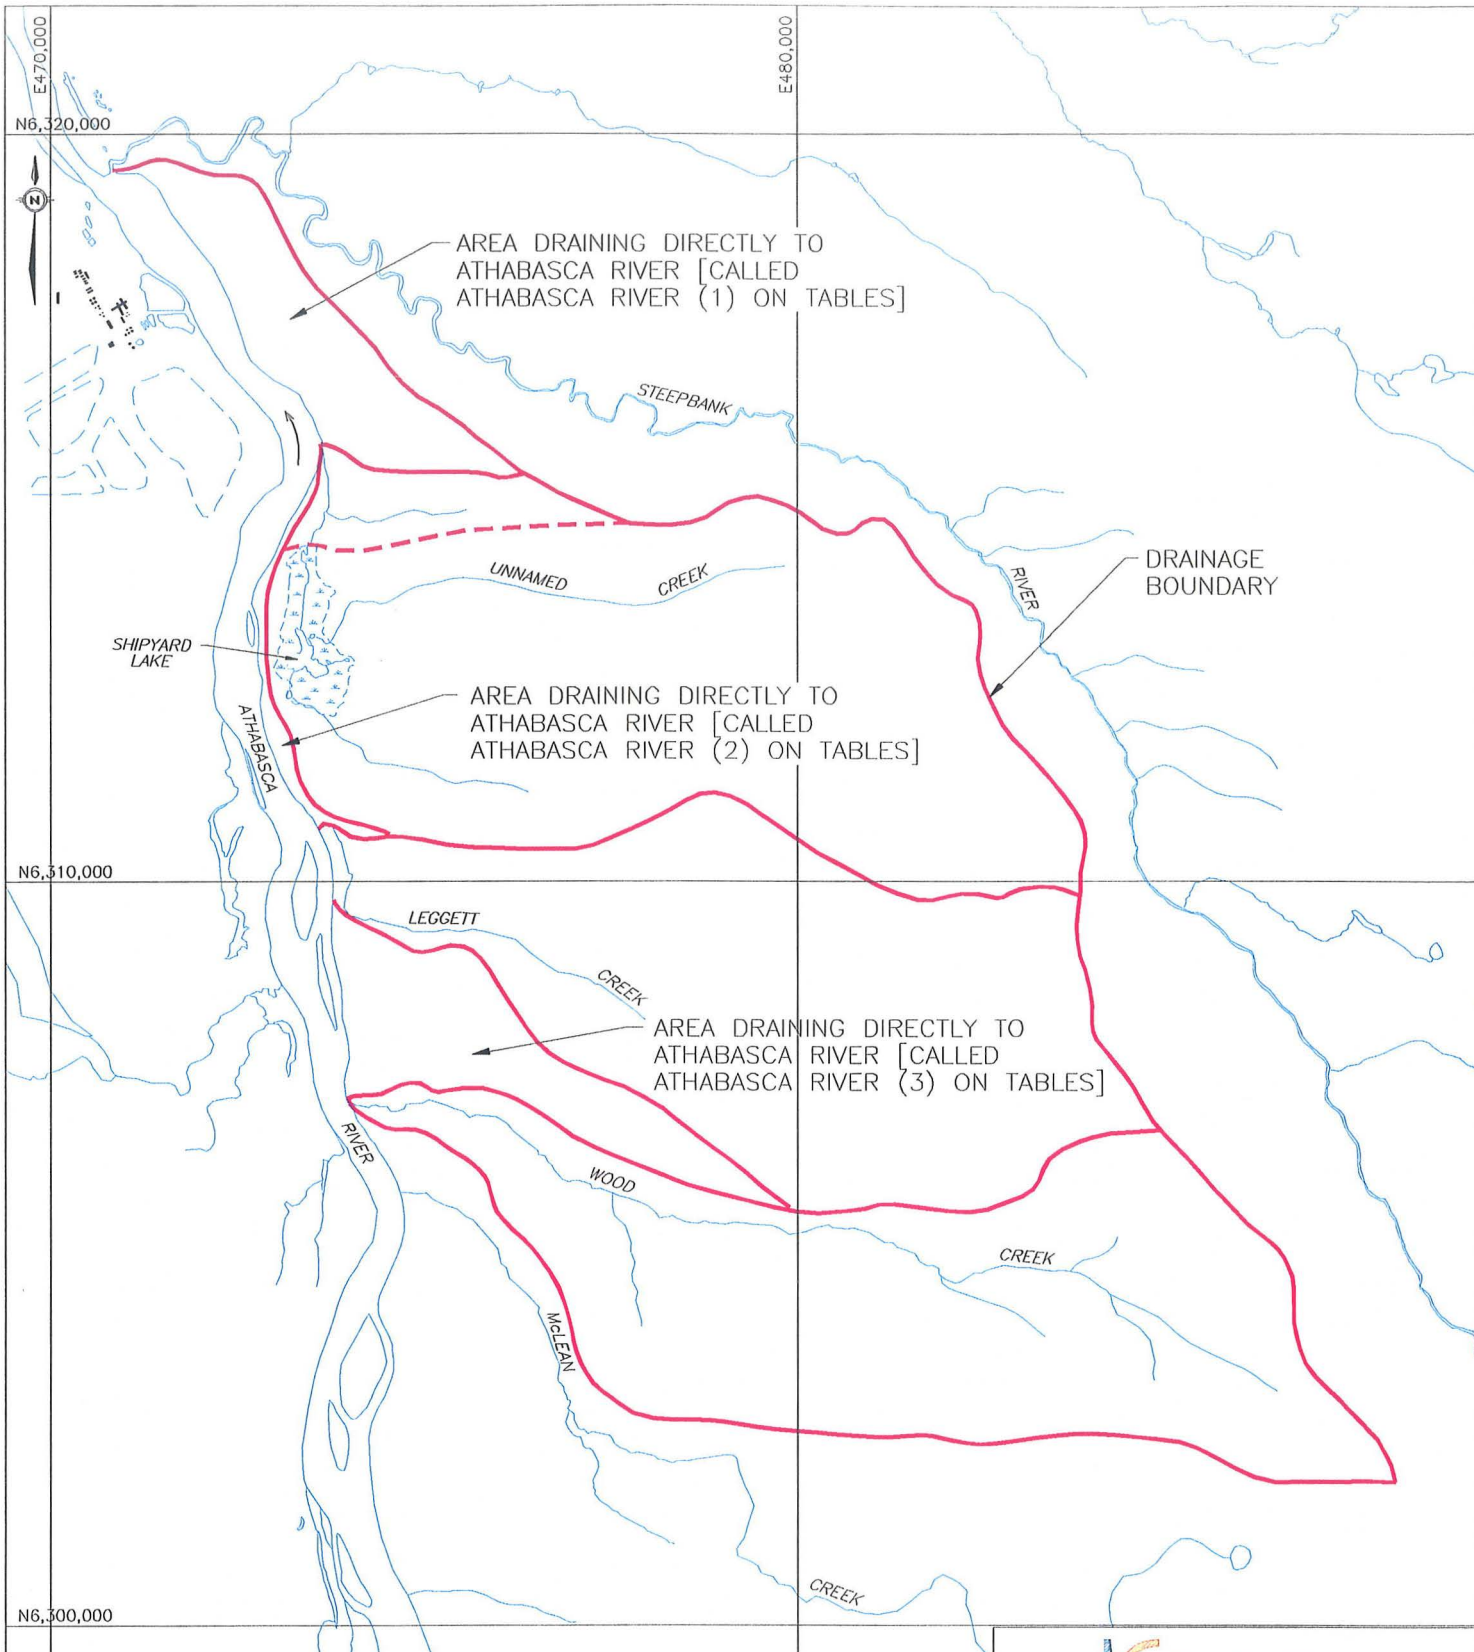 E470,000
E480,000
N6,320,000
N
AREA DRAINING DIRECTLY TO
ATHABASCA RIVER [CALLED
ATHABASCA RIVER (1) ON TABLES]
STEEPBANK
RIVER
DRAINAGE
BOUNDARY
UNNAMED CREEK
SHIPYARD
LAKE
AREA DRAINING DIRECTLY TO
ATHABASCA RIVER [CALLED
ATHABASCA RIVER (2) ON TABLES]
ATHABASCA
N6,310,000
LEGGETT
CREEK
AREA DRAINING DIRECTLY TO
ATHABASCA RIVER [CALLED
ATHABASCA RIVER (3) ON TABLES]
RIVER
WOOD
CREEK
McLEAN
CREEK
N6,300,000